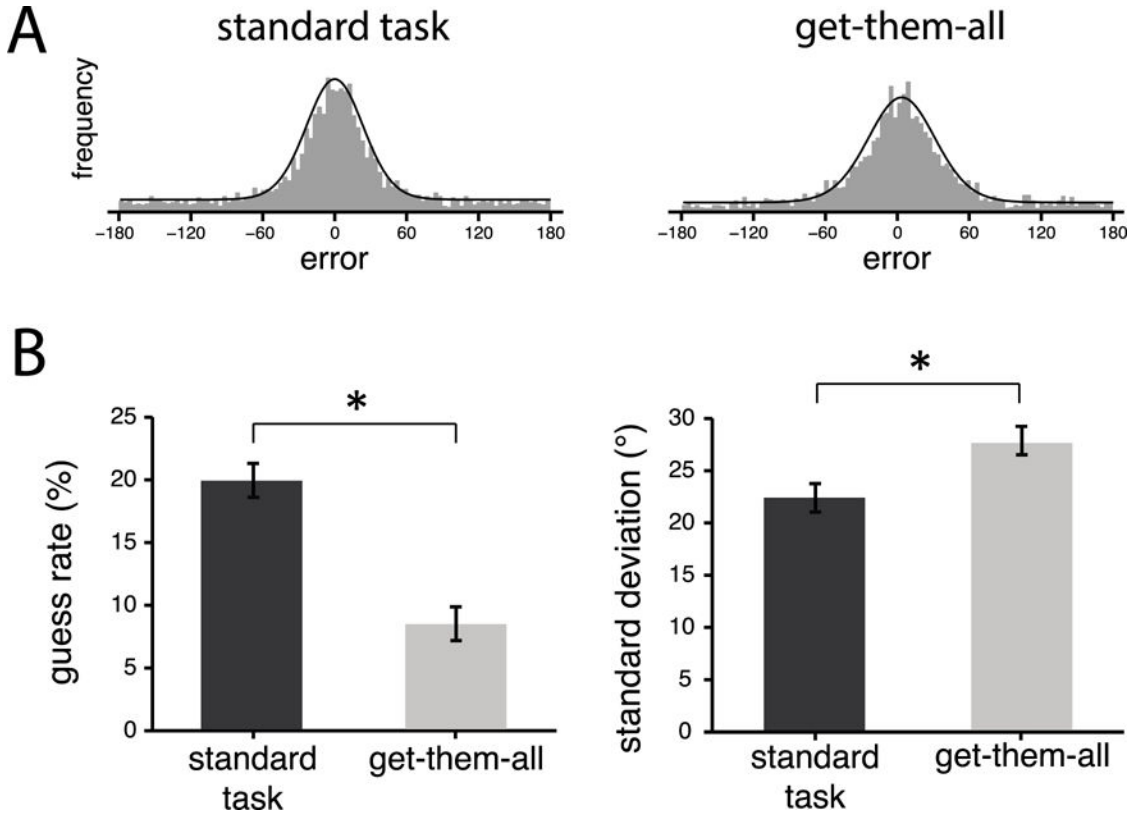 A
standard task
get-them-all
frequency
−180 −120 −60 0 60 120 180
error
−180 −120 −60 0 60 120 180
error
B
*
25
20
15
10
5
0
guess rate (%)
standard
task
get-them-all
*
30
25
20
15
10
5
0
standard deviation (°)
standard
task
get-them-all